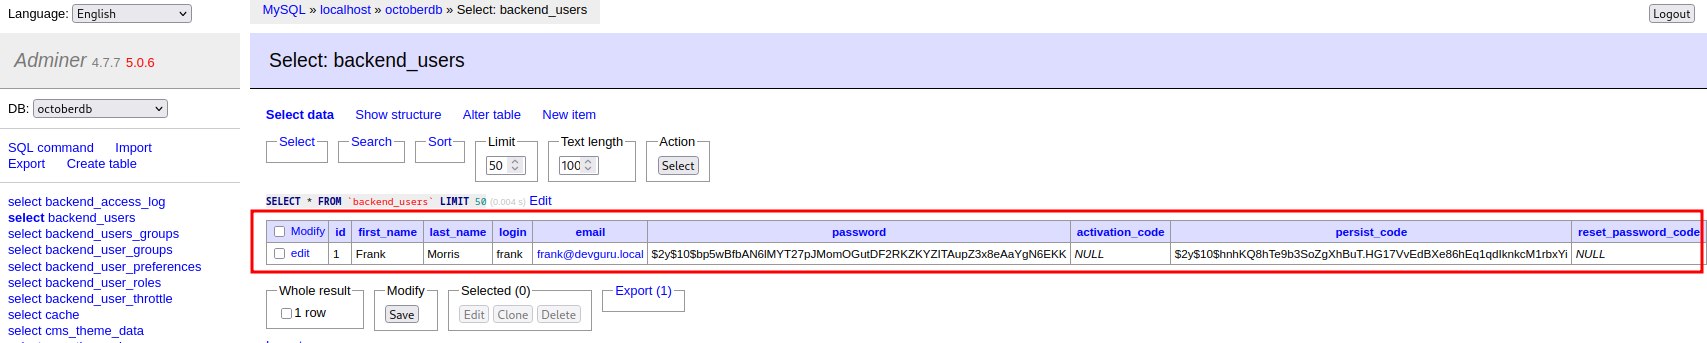 Language: English
MySQL » localhost » octoberdb » Select: backend_users
Logout
Adminer 4.7.7 5.0.6
Select: backend_users
DB: octoberdb
SQL command Import
Export Create table
select backend_access_log
select backend_users
select backend_users_groups
select backend_user_groups
select backend_user_preferences
select backend_user_roles
select backend_user_throttle
select cache
select cms_theme_data
Select data Show structure Alter table New item
Select Search Sort Limit Text length Action
50 100 Select
SELECT * FROM `backend_users` LIMIT 50 (0.004 s) Edit
Modify id first_name last_name login email password activation_code persist_code reset_password_code
edit 1 Frank Morris frank frank@devguru.local $2y$10$bp5wBfbAN6lMYT27pJMomOGutDF2RKZKYZITAupZ3x8eAaYgN6EKK NULL $2y$10$hnhKQ8hTe9b3SoZgXhBuT.HG17VvEdBXe86hEq1qdIknkcM1rbxYi NULL
Whole result Modify Selected (0) Export (1)
1 row Save Edit Clone Delete